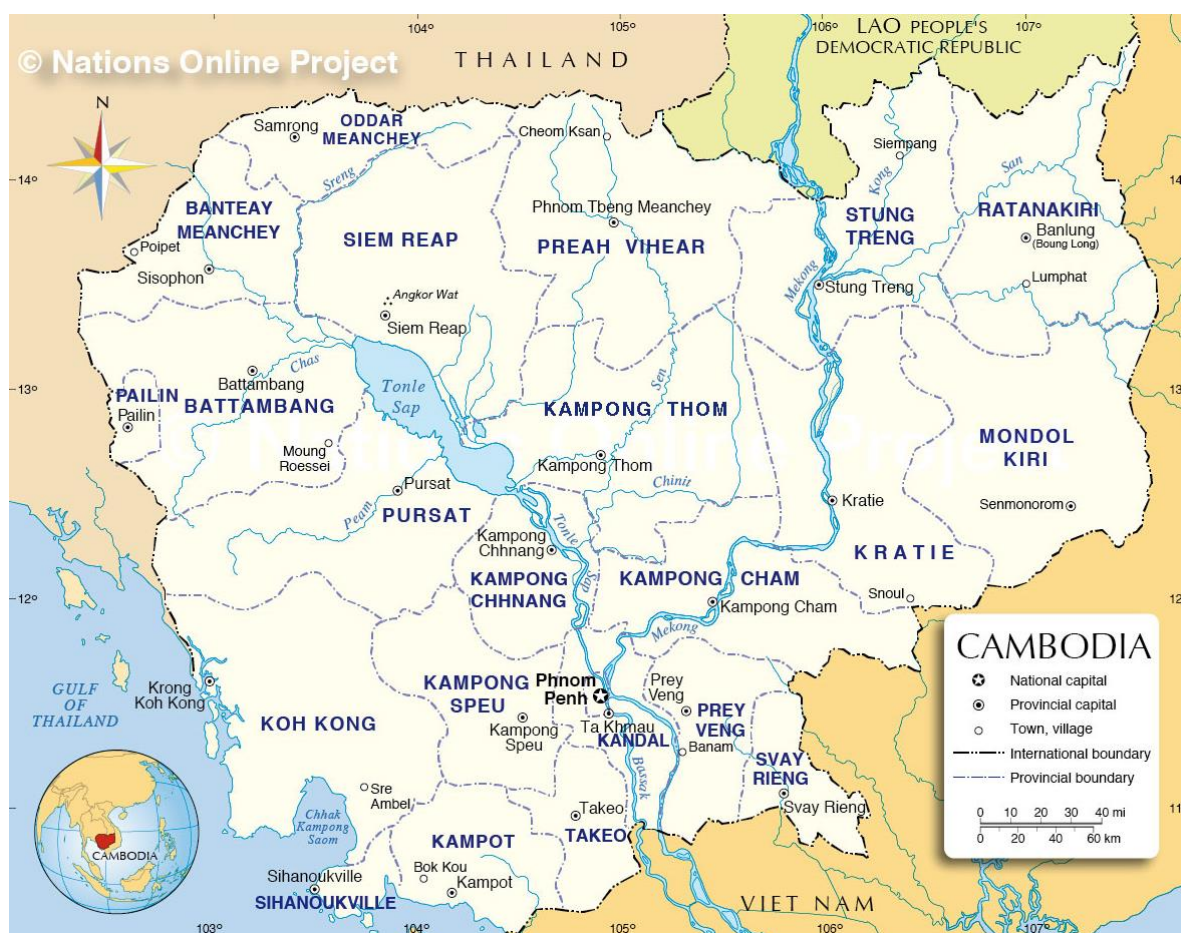 104°
105°
106°
107°
© Nations Online Project
THAILAND
LAO PEOPLE'S
DEMOCRATIC REPUBLIC
N
Samrong
ODDAR
MEANCHEY
Cheom Ksan
Siempang
14°
Sreng
Kong
San
14
BANTEAY
MEANCHEY
Phnom Tbeng Meanchey
STUNG
TRENG
RATANAKIRI
Banlung
(Boung Long)
SIEM REAP
PREAH VIHEAR
Poipet
Sisophon
Mekong
Stung Treng
Lumphat
Angkor Wat
Siem Reap
Chas
13°
Battambang
Tonle
Sap
Sen
13
PAILIN
Pailin
BATTAMBANG
KAMPONG THOM
MONDOL
KIRI
Moung
Roessei
Kampong Thom
Pursat
Chinit
Kratie
Senmonorom
Peam
PURSAT
Kampong
Chhnang
Tonle
Sap
KRATIE
KAMPONG
CHHNANG
KAMPONG CHAM
Snoul
12°
Kampong Cham
12
Mekong
CAMBODIA
National capital
Provincial capital
Town, village
International boundary
Provincial boundary
0 20 40 mi
0 20 40 60 km
GULF
OF
THAILAND
Krong
Koh Kong
KAMPONG
SPEU
Phnom
Penh
Prey
Veng
KOH KONG
Kampong
Speu
Ta Khmau
KANDAL
PREY
VENG
Banam
SVAY
RIENG
Bassak
Sre
Ambel
Svay Rieng
11
Chhak
Kampong
Saom
Takeo
TAKEO
CAMBODIA
KAMPOT
Bok Kou
Kampot
Sihanoukville
SIHANOUKVILLE
VIET NAM
103°
104°
105°
106°
107°